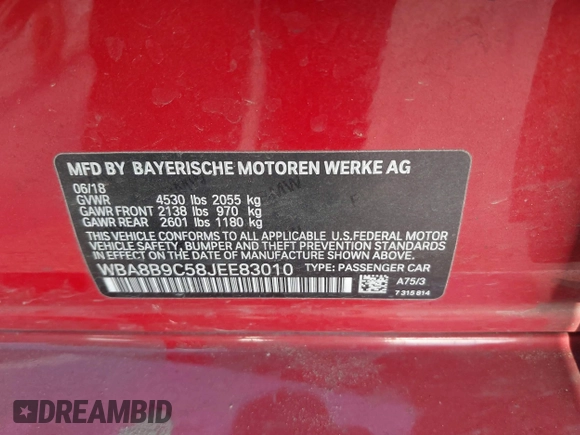 MFD BY BAYERISCHE MOTOREN WERKE AG
06/18
GVWR 4530 lbs 2055 kg
GAWR FRONT 2138 lbs 970 kg
GAWR REAR 2601 lbs 1180 kg
THIS VEHICLE CONFORMS TO ALL APPLICABLE U.S.FEDERAL MOTOR
VEHICLE SAFETY, BUMPER AND THEFT PREVENTION STANDARDS
IN EFFECT ON THE DATE OF MANUFACTURE SHOWN ABOVE.
WBA8B9C58JEE83010 TYPE: PASSENGER CAR
A75/3
7 315 814
DREAMBID